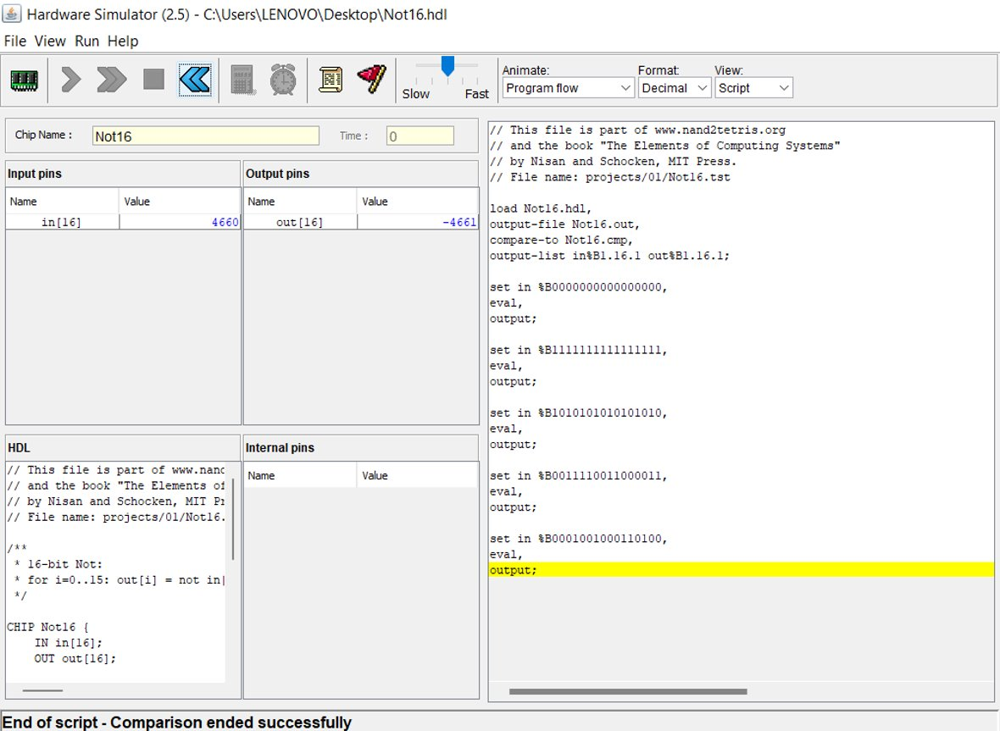 Hardware Simulator (2.5) - C:\Users\LENOVO\Desktop\Not16.hdl
File View Run Help
Slow Fast
Animate: Format: View:
Program flow Decimal Script
Chip Name : Not16 Time : 0
Input pins
Name Value
in[16] 4660
Output pins
Name Value
out[16] -4661
HDL
// This file is part of www.nanc
// and the book "The Elements of
// by Nisan and Schocken, MIT Pr
// File name: projects/01/Not16.
/**
* 16-bit Not:
* for i=0..15: out[i] = not in[
*/
CHIP Not16 {
IN in[16];
OUT out[16];
Internal pins
Name Value
// This file is part of www.nand2tetris.org
// and the book "The Elements of Computing Systems"
// by Nisan and Schocken, MIT Press.
// File name: projects/01/Not16.tst
load Not16.hdl,
output-file Not16.out,
compare-to Not16.cmp,
output-list in%B1.16.1 out%B1.16.1;
set in %B0000000000000000,
eval,
output;
set in %B1111111111111111,
eval,
output;
set in %B1010101010101010,
eval,
output;
set in %B0011110011000011,
eval,
output;
set in %B0001001000110100,
eval,
output;
End of script - Comparison ended successfully